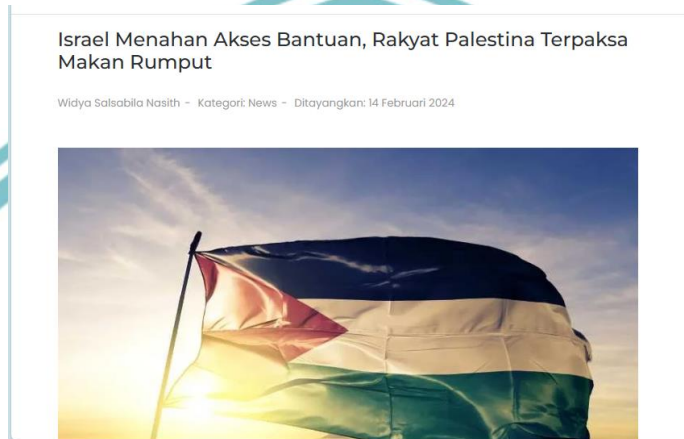 Israel Menahan Akses Bantuan, Rakyat Palestina Terpaksa
Makan Rumput
Widya Salsabila Nasith - Kategori: News - Ditayangkan: 14 Februari 2024